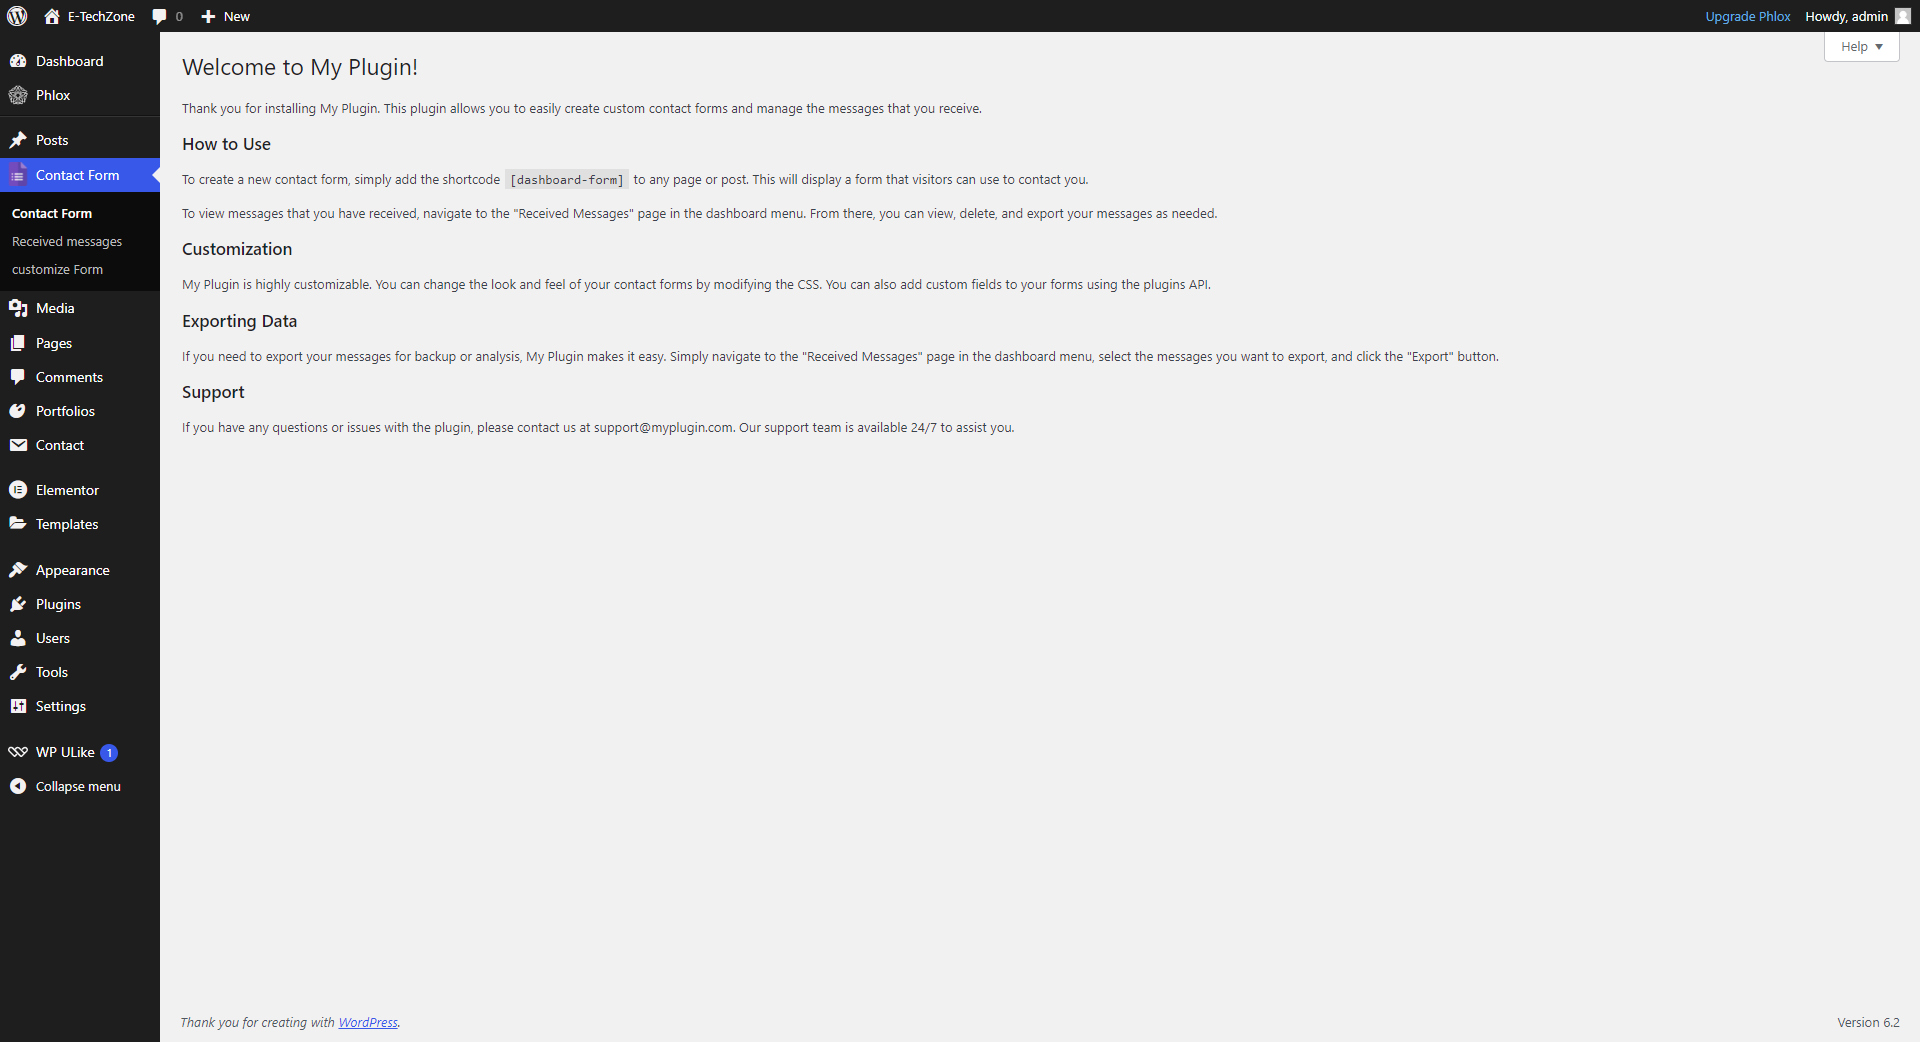 E-TechZone 0 New Upgrade Phlox Howdy, admin
Help
Dashboard
Phlox
Posts
Contact Form
Contact Form
Received messages
customize Form
Media
Pages
Comments
Portfolios
Contact
Elementor
Templates
Appearance
Plugins
Users
Tools
Settings
WP ULike 1
Collapse menu
Welcome to My Plugin!
Thank you for installing My Plugin. This plugin allows you to easily create custom contact forms and manage the messages that you receive.
How to Use
To create a new contact form, simply add the shortcode [dashboard-form] to any page or post. This will display a form that visitors can use to contact you.
To view messages that you have received, navigate to the "Received Messages" page in the dashboard menu. From there, you can view, delete, and export your messages as needed.
Customization
My Plugin is highly customizable. You can change the look and feel of your contact forms by modifying the CSS. You can also add custom fields to your forms using the plugins API.
Exporting Data
If you need to export your messages for backup or analysis, My Plugin makes it easy. Simply navigate to the "Received Messages" page in the dashboard menu, select the messages you want to export, and click the "Export" button.
Support
If you have any questions or issues with the plugin, please contact us at support@myplugin.com. Our support team is available 24/7 to assist you.
Thank you for creating with WordPress. Version 6.2